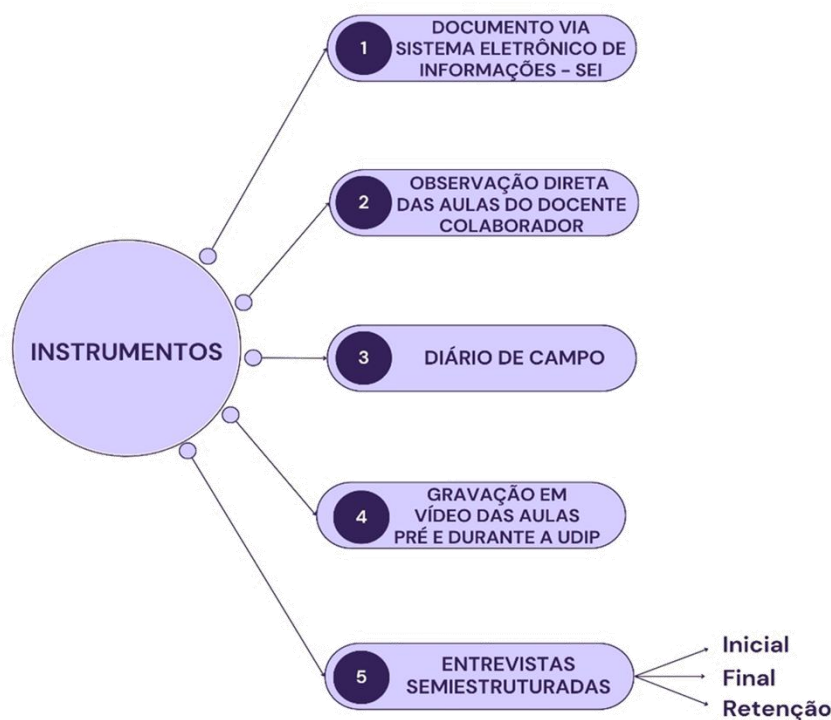 INSTRUMENTOS
1
DOCUMENTO VIA
SISTEMA ELETRÔNICO DE
INFORMAÇÕES - SEI
2
OBSERVAÇÃO DIRETA
DAS AULAS DO DOCENTE
COLABORADOR
3
DIÁRIO DE CAMPO
4
GRAVAÇÃO EM
VÍDEO DAS AULAS
PRÉ E DURANTE A UDIP
5
ENTREVISTAS
SEMIESTRUTURADAS
Inicial
Final
Retenção